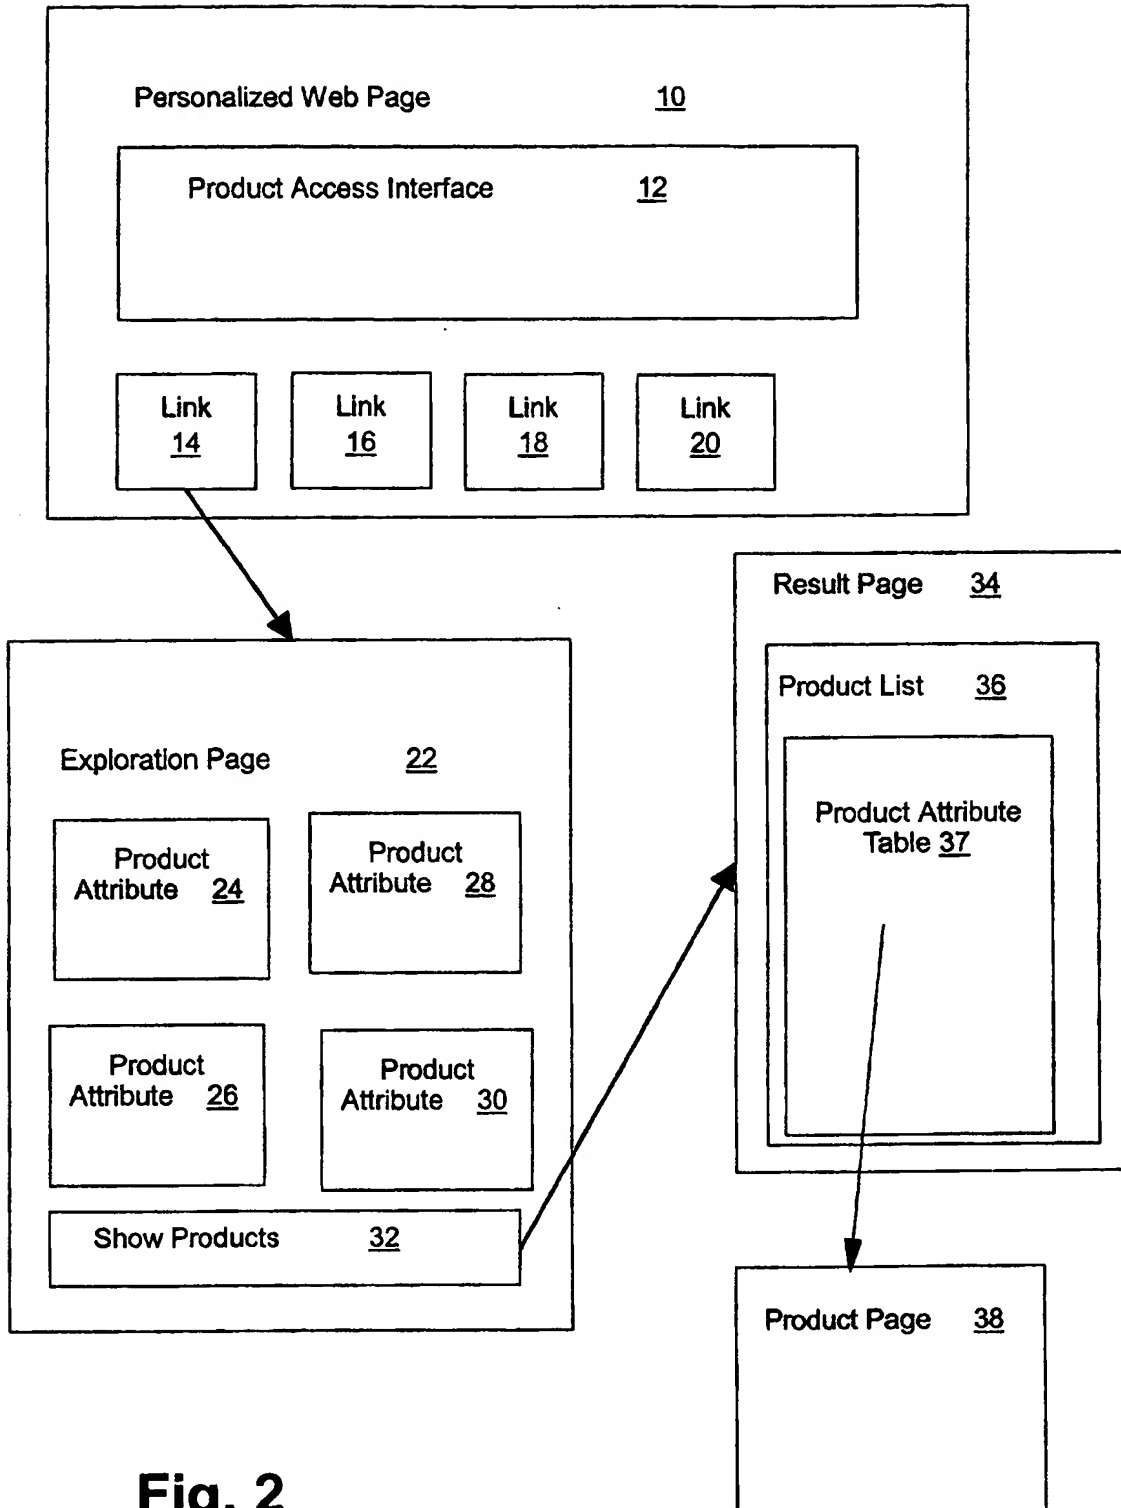 Personalized Web Page 10
Product Access Interface 12
Link
14
Link
16
Link
18
Link
20
Result Page 34
Product List 36
Product Attribute
Table 37
Exploration Page 22
Product
Attribute 24
Product
Attribute 28
Product
Attribute 26
Product
Attribute 30
Show Products 32
Product Page 38
Fig. 2